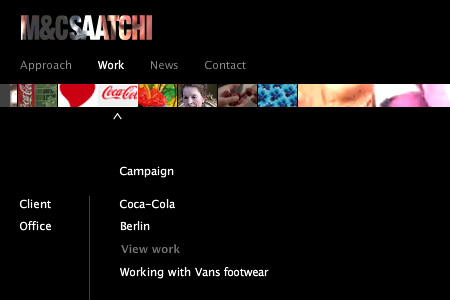 M&CSAATCHI
Approach Work News Contact
Coca-Cola
Campaign
Client Coca-Cola
Office Berlin
View work
Working with Vans footwear